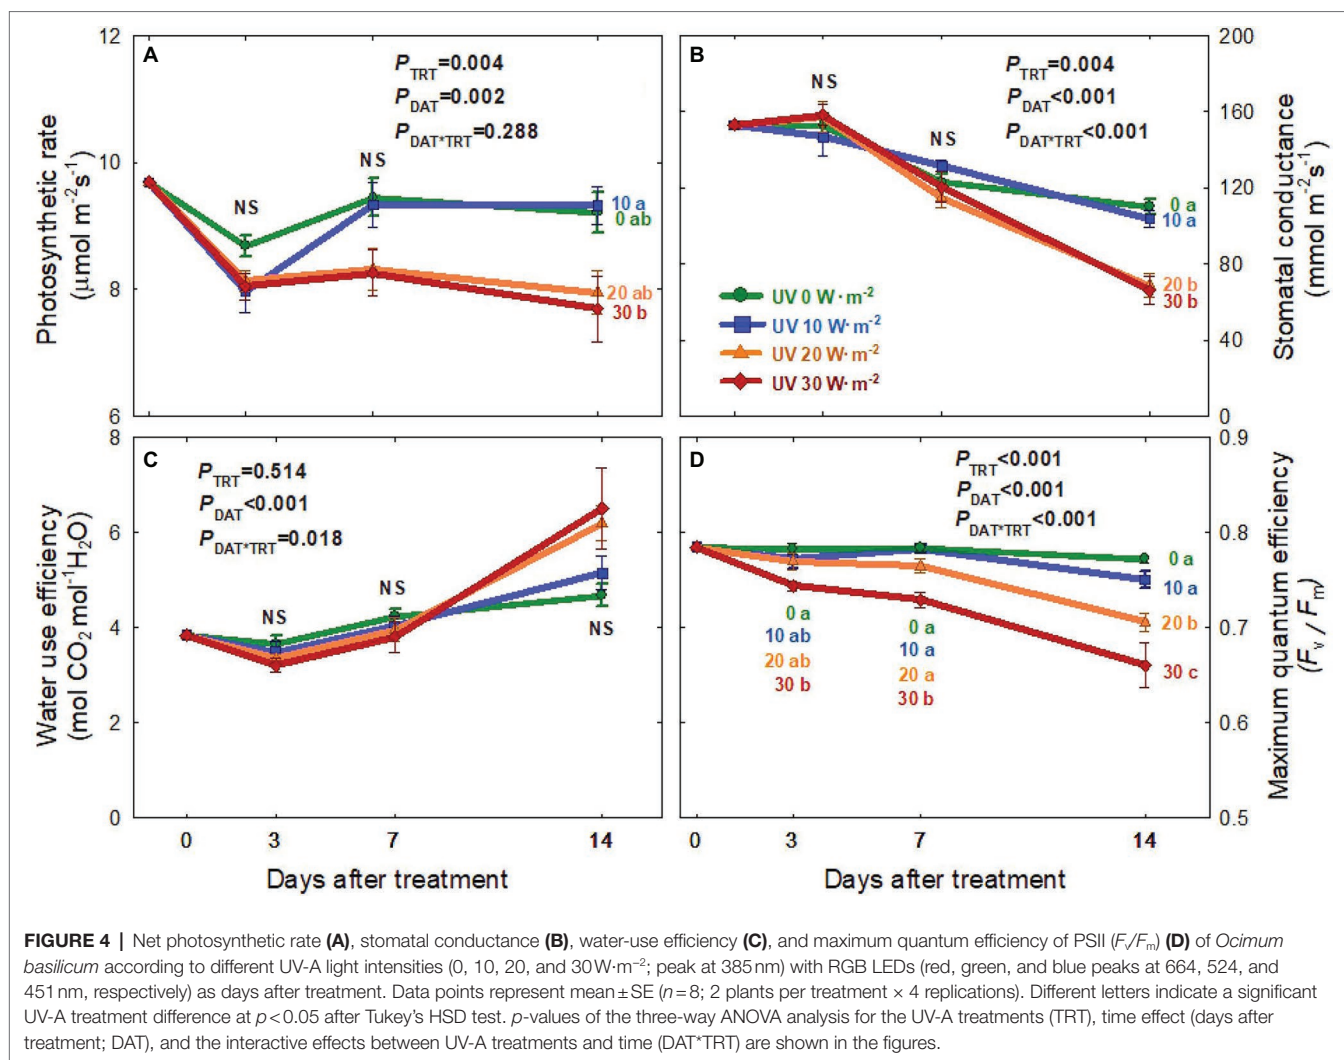 A
P_TRT=0.004
P_DAT=0.002
P_DAT*TRT=0.288
12
10
8
6
Photosynthetic rate
(μmol m⁻²s⁻¹)
NS
NS
10 a
0 ab
20 ab
30 b
B
P_TRT=0.004
P_DAT<0.001
P_DAT*TRT<0.001
NS
NS
0 a
10 a
20 b
30 b
UV 0 W·m⁻²
UV 10 W·m⁻²
UV 20 W·m⁻²
UV 30 W·m⁻²
200
160
120
80
40
0
Stomatal conductance
(mmol m⁻²s⁻¹)
C
P_TRT=0.514
P_DAT<0.001
P_DAT*TRT=0.018
8
6
4
2
0
Water use efficiency
(mol CO₂ mol⁻¹H₂O)
NS
NS
NS
0 3 7 14
Days after treatment
D
P_TRT<0.001
P_DAT<0.001
P_DAT*TRT<0.001
0 a
10 a
20 b
30 c
0 a
10 ab
20 ab
30 b
0 a
10 a
20 a
30 b
0.9
0.8
0.7
0.6
0.5
Maximum quantum efficiency
(Fv / Fm)
0 3 7 14
Days after treatment
FIGURE 4 | Net photosynthetic rate (A), stomatal conductance (B), water-use efficiency (C), and maximum quantum efficiency of PSII (Fv/Fm) (D) of Ocimum
basilicum according to different UV-A light intensities (0, 10, 20, and 30W·m⁻²; peak at 385nm) with RGB LEDs (red, green, and blue peaks at 664, 524, and
451nm, respectively) as days after treatment. Data points represent mean±SE (n=8; 2 plants per treatment × 4 replications). Different letters indicate a significant
UV-A treatment difference at p<0.05 after Tukey's HSD test. p-values of the three-way ANOVA analysis for the UV-A treatments (TRT), time effect (days after
treatment; DAT), and the interactive effects between UV-A treatments and time (DAT*TRT) are shown in the figures.